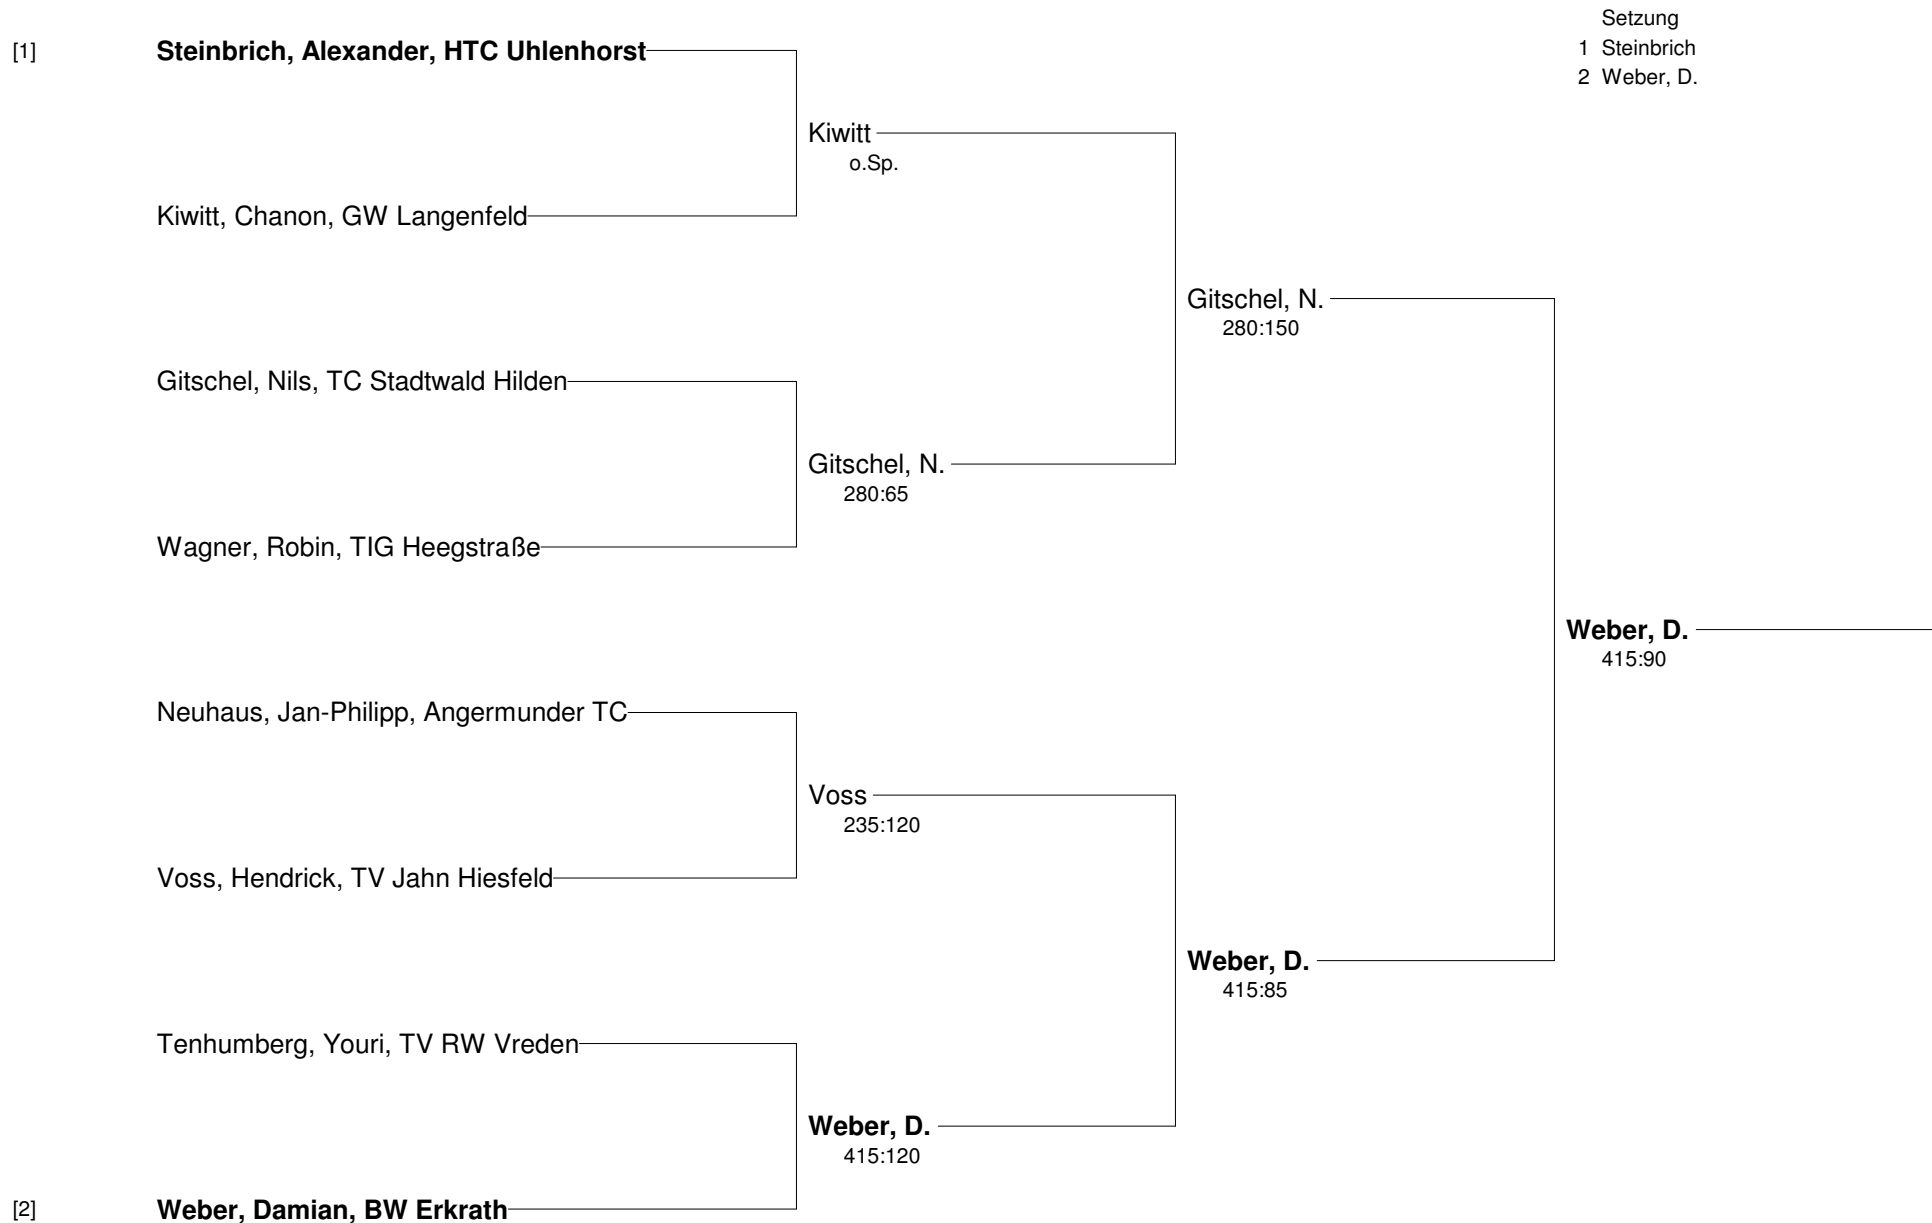 Setzung
1 Steinbrich
2 Weber, D.
[1] Steinbrich, Alexander, HTC Uhlenhorst
Kiwitt
o.Sp.
Kiwitt, Chanon, GW Langenfeld
Gitschel, N.
280:150
Gitschel, Nils, TC Stadtwald Hilden
Gitschel, N.
280:65
Wagner, Robin, TIG Heegstraße
Weber, D.
415:90
Neuhaus, Jan-Philipp, Angermunder TC
Voss
235:120
Voss, Hendrick, TV Jahn Hiesfeld
Weber, D.
415:85
Tenhumberg, Youri, TV RW Vreden
Weber, D.
415:120
[2] Weber, Damian, BW Erkrath